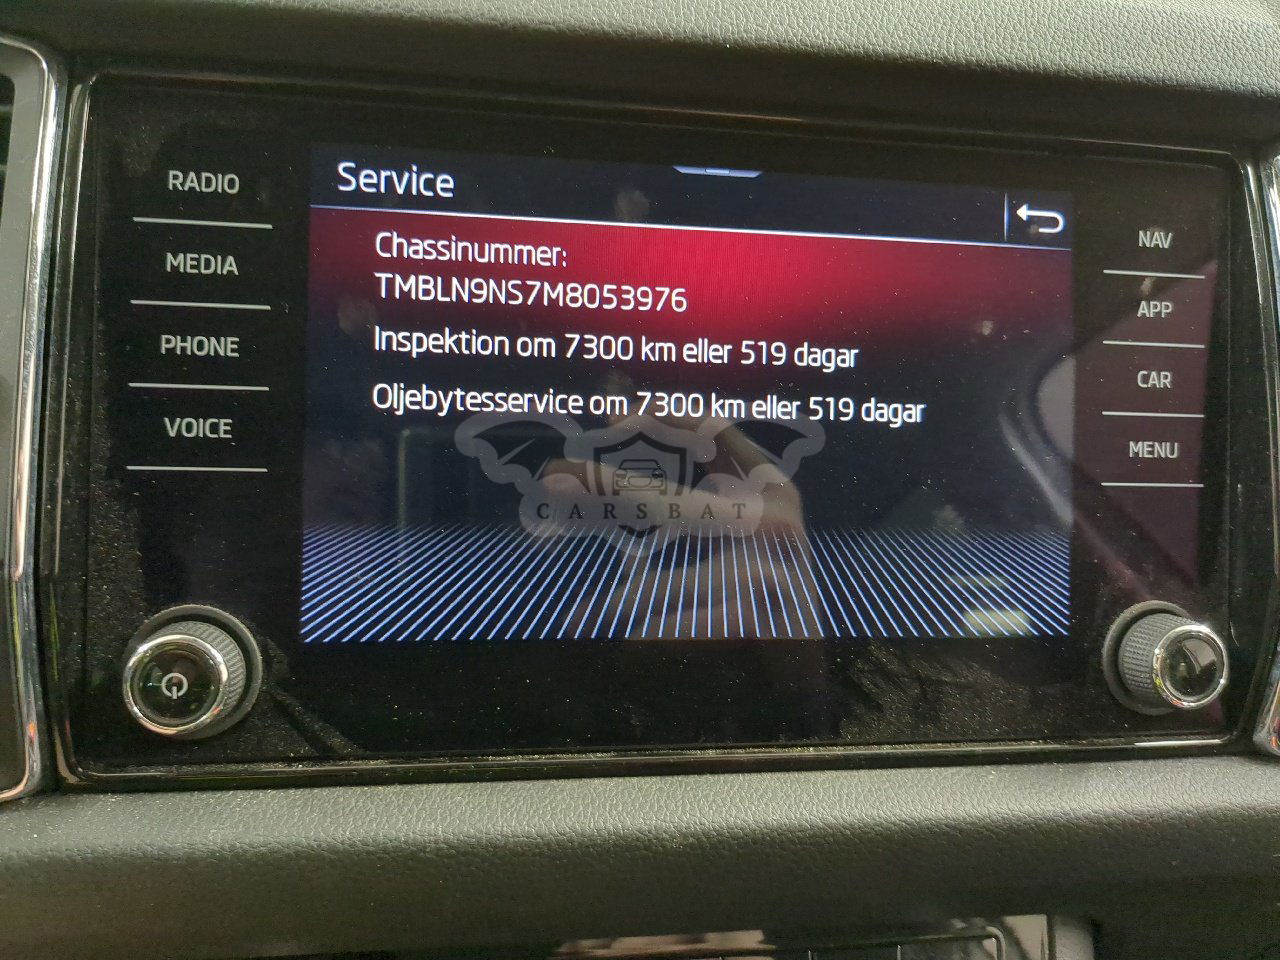 RADIO
MEDIA
PHONE
VOICE
Service
Chassinummer:
TMBLN9NS7M8053976
Inspektion om 7300 km eller 519 dagar
Oljebytesservice om 7300 km eller 519 dagar
CARSBAT
NAV
APP
CAR
MENU